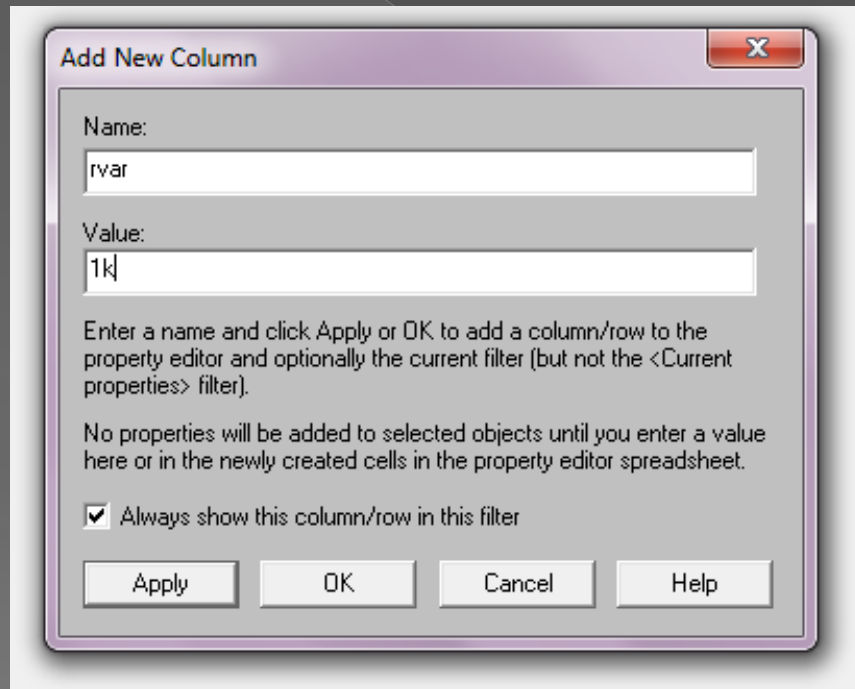 Add New Column
Name:
rvar
Value:
1k
Enter a name and click Apply or OK to add a column/row to the
property editor and optionally the current filter (but not the <Current
properties> filter).
No properties will be added to selected objects until you enter a value
here or in the newly created cells in the property editor spreadsheet.
Always show this column/row in this filter
Apply OK Cancel Help